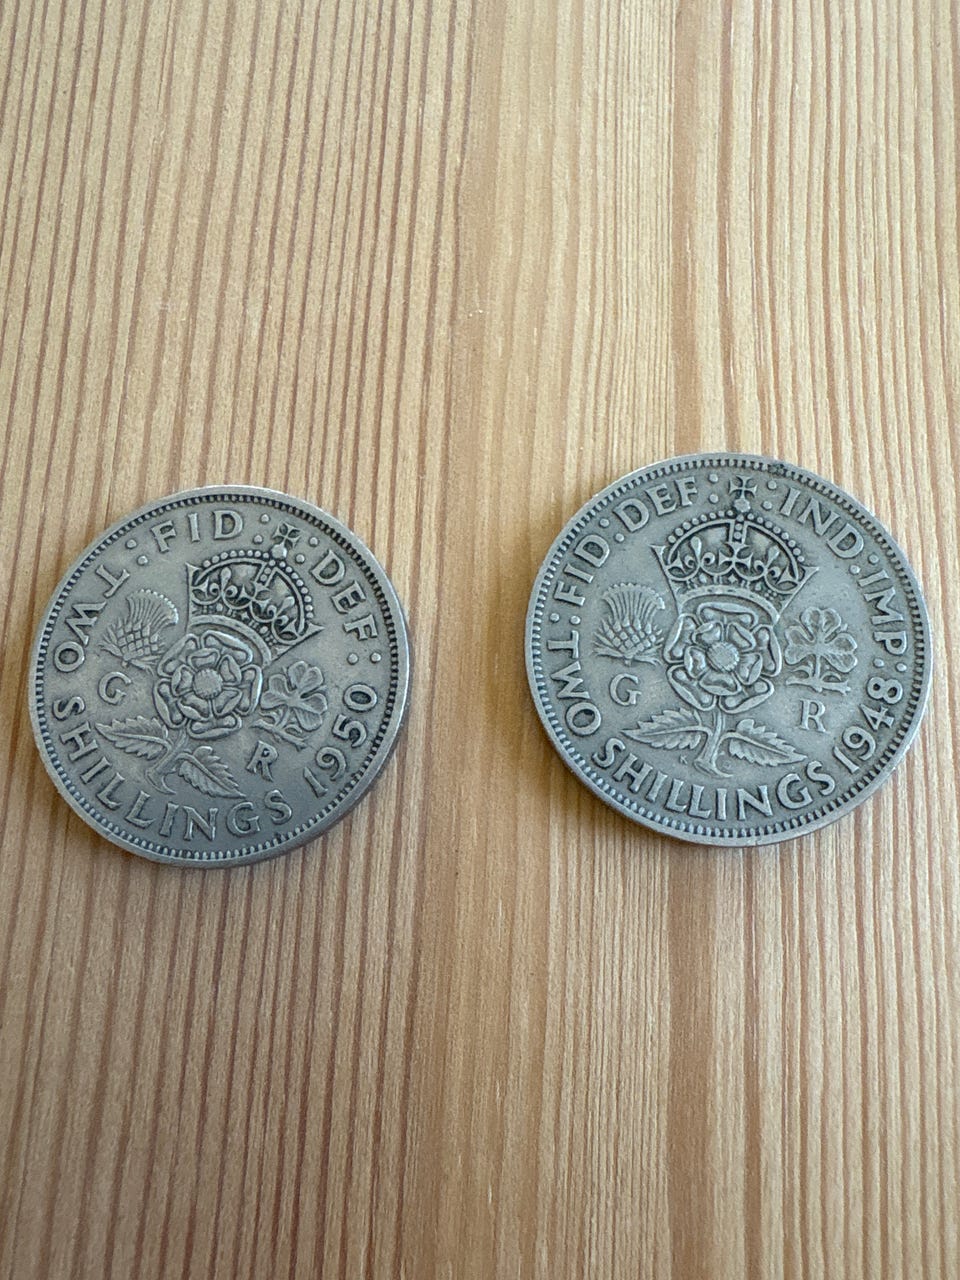 :FID:DEF:
TWO SHILLINGS 1950
G R
:FID:DEF: :IND:IMP:
TWO SHILLINGS 1948
G R
K